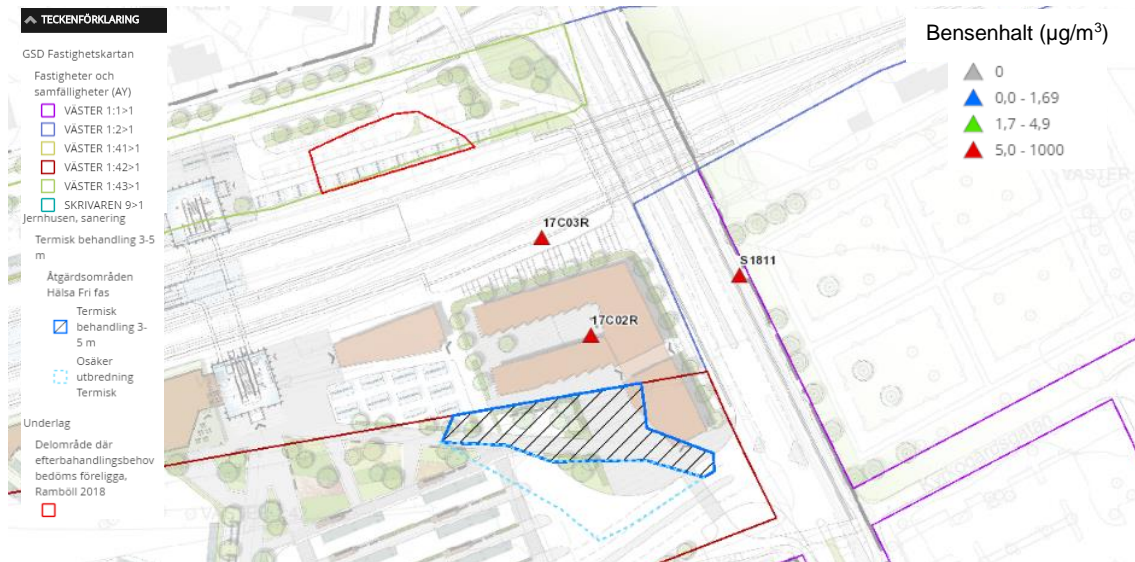 TECKENFÖRKLARING
GSD Fastighetskartan
Fastigheter och
samfälligheter (AY)
VÄSTER 1:1>1
VÄSTER 1:2>1
VÄSTER 1:41>1
VÄSTER 1:42>1
VÄSTER 1:43>1
SKRIVAREN 9>1
Jernhusen, sanering
Termisk behandling 3-5
m
Åtgärdsområden
Hälsa Fri fas
Termisk
behandling 3-
5 m
Osäker
utbredning
Termisk
Underlag
Delområde där
efterbehandlingsbehov
bedöms föreligga,
Ramböll 2018
Bensenhalt (µg/m³)
0
0,0 - 1,69
1,7 - 4,9
5,0 - 1000
17C03R
S1811
17C02R
VÄSTER